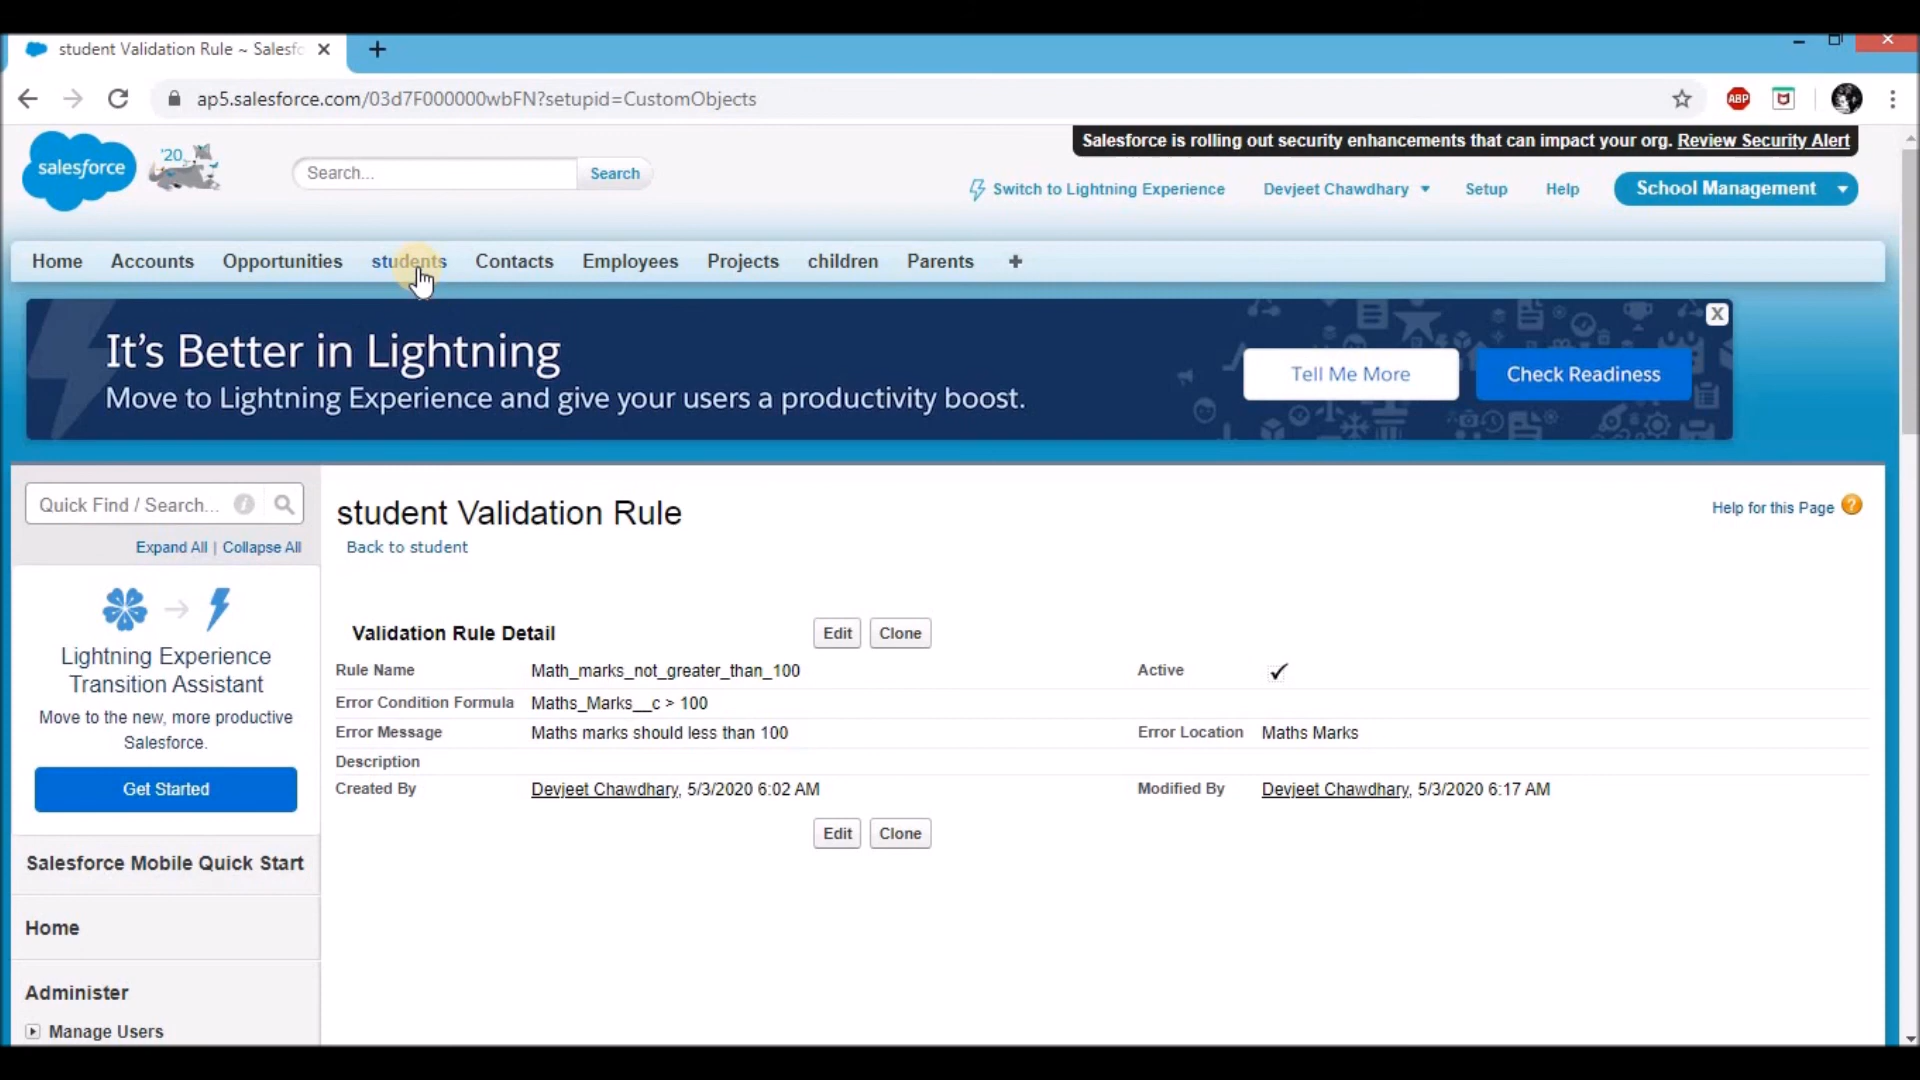 student Validation Rule ~ Salesfo
ap5.salesforce.com/03d7F000000wbFN?setupid=CustomObjects
ABP
Salesforce is rolling out security enhancements that can impact your org. Review Security Alert
salesforce
'20
Search...
Search
Switch to Lightning Experience
Devjeet Chawdhary
Setup
Help
School Management
Home
Accounts
Opportunities
students
Contacts
Employees
Projects
children
Parents
+
It's Better in Lightning
Move to Lightning Experience and give your users a productivity boost.
Tell Me More
Check Readiness
X
Quick Find / Search...
Expand All | Collapse All
Lightning Experience
Transition Assistant
Move to the new, more productive
Salesforce.
Get Started
Salesforce Mobile Quick Start
Home
Administer
Manage Users
student Validation Rule
Back to student
Help for this Page ?
Validation Rule Detail
Edit
Clone
Rule Name Math_marks_not_greater_than_100
Active ✓
Error Condition Formula Maths_Marks__c > 100
Error Message Maths marks should less than 100
Error Location Maths Marks
Description
Created By Devjeet Chawdhary, 5/3/2020 6:02 AM
Modified By Devjeet Chawdhary, 5/3/2020 6:17 AM
Edit
Clone